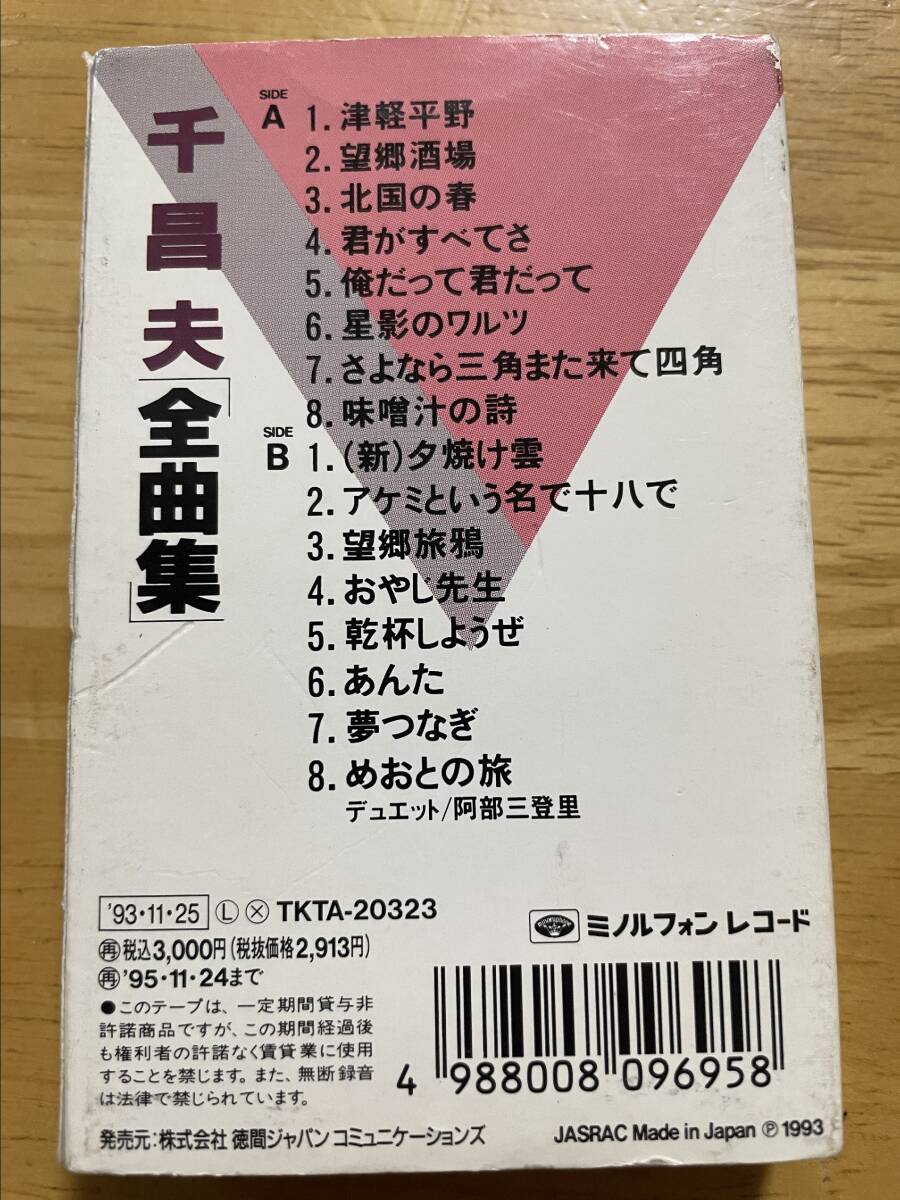 千昌夫「全曲集」
SIDE A
1.津軽平野
2.望郷酒場
3.北国の春
4.君がすべてさ
5.俺だって君だって
6.星影のワルツ
7.さよなら三角また来て四角
8.味噌汁の詩
SIDE B
1.(新)夕焼け雲
2.アケミという名で十八で
3.望郷旅鴉
4.おやじ先生
5.乾杯しようぜ
6.あんた
7.夢つなぎ
8.めおとの旅
デュエット/阿部三登里
'93・11・25 Ⓛ ⓧ TKTA-20323
ミノルフォン レコード
㊢税込3,000円(税抜価格2,913円)
㊢'95・11・24まで
●このテープは、一定期間貸与非
許諾商品ですが、この期間経過後
も権利者の許諾なく賃貸業に使用
することを禁じます。また、無断録音
は法律で禁じられています。
4 988008 096958
発売元:株式会社 徳間ジャパン コミュニケーションズ
JASRAC Made in Japan Ⓟ 1993